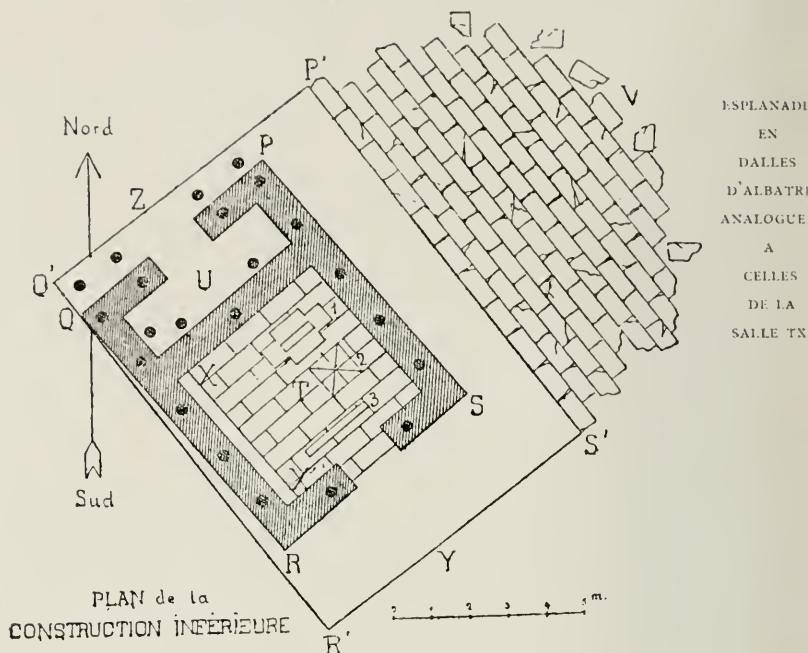 P'
V
Nord
P
Z
Q'
Q
U
X
T
1
2
3
S
S'
Sud
R
Y
R'
ESPLANADE
EN
DALLES
D'ALBATRE
ANALOGUE
A
CELLES
DE LA
SALLE TX
PLAN de la
CONSTRUCTION INFÉRIEURE
0 1 2 3 4 5 m.